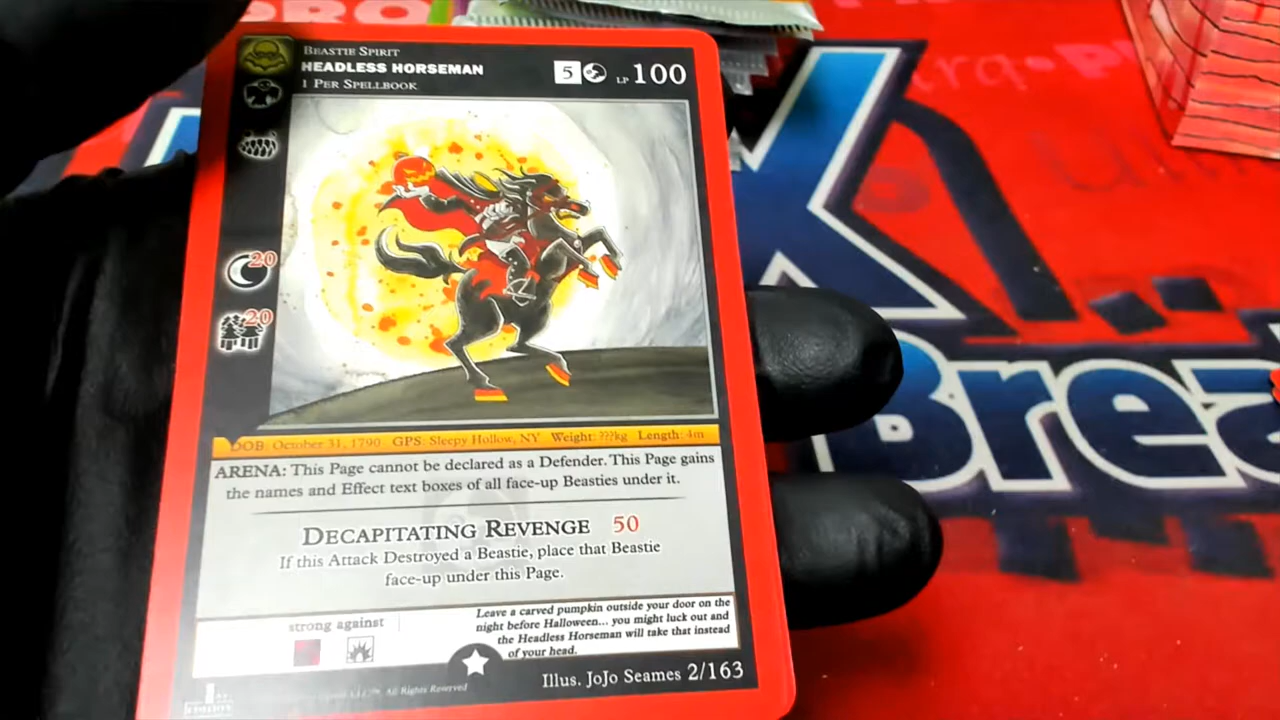 PRO
BEASTIE SPIRIT
HEADLESS HORSEMAN
1 PER SPELLBOOK
5 LP 100
20
20
DOB: October 31, 1790 GPS: Sleepy Hollow, NY Weight: ???kg Length: 4m
ARENA: This Page cannot be declared as a Defender. This Page gains
the names and Effect text boxes of all face-up Beasties under it.
DECAPITATING REVENGE 50
If this Attack Destroyed a Beastie, place that Beastie
face-up under this Page.
strong against
Leave a carved pumpkin outside your door on the
night before Halloween... you might luck out and
the Headless Horseman will take that instead
of your head.
All Rights Reserved
Illus. JoJo Seames 2/163
Brea